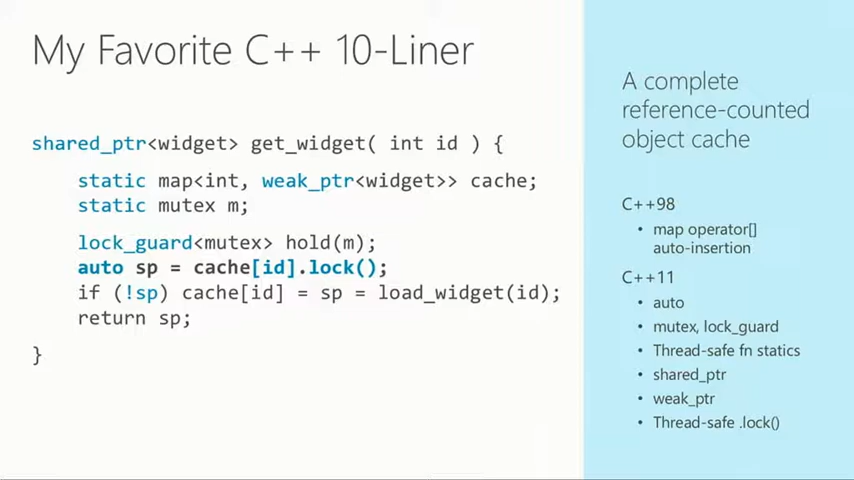 My Favorite C++ 10-Liner
shared_ptr<widget> get_widget( int id ) {
static map<int, weak_ptr<widget>> cache;
static mutex m;
lock_guard<mutex> hold(m);
auto sp = cache[id].lock();
if (!sp) cache[id] = sp = load_widget(id);
return sp;
}
A complete
reference-counted
object cache
C++98
• map operator[]
auto-insertion
C++11
• auto
• mutex, lock_guard
• Thread-safe fn statics
• shared_ptr
• weak_ptr
• Thread-safe .lock()